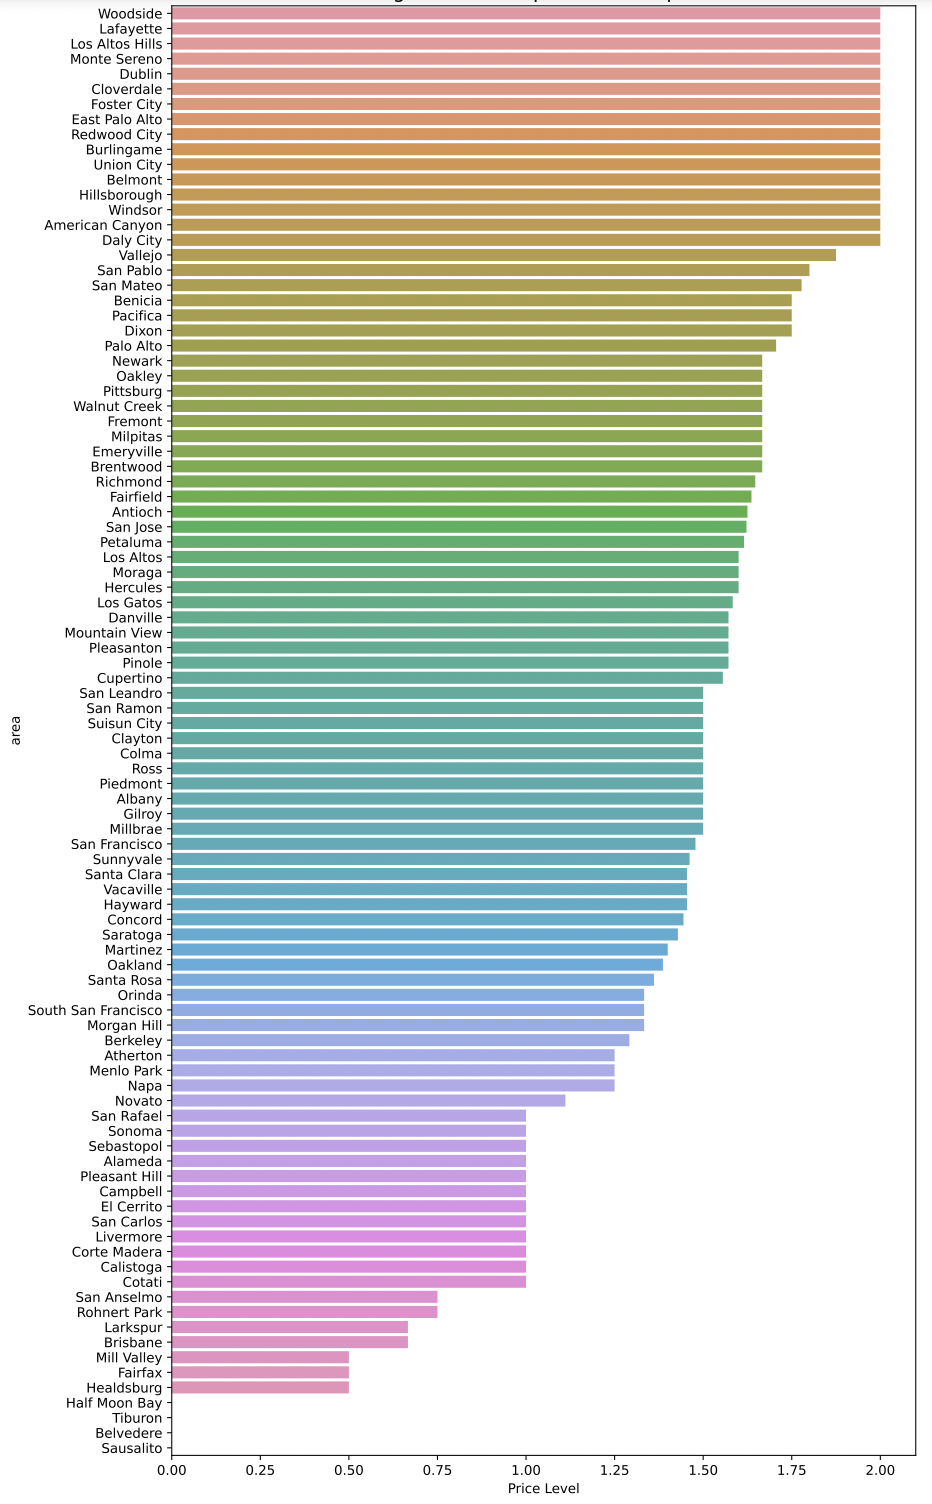 Woodside
Lafayette
Los Altos Hills
Monte Sereno
Dublin
Cloverdale
Foster City
East Palo Alto
Redwood City
Burlingame
Union City
Belmont
Hillsborough
Windsor
American Canyon
Daly City
Vallejo
San Pablo
San Mateo
Benicia
Pacifica
Dixon
Palo Alto
Newark
Oakley
Pittsburg
Walnut Creek
Fremont
Milpitas
Emeryville
Brentwood
Richmond
Fairfield
Antioch
San Jose
Petaluma
Los Altos
Moraga
Hercules
Los Gatos
Danville
Mountain View
Pleasanton
Pinole
Cupertino
San Leandro
San Ramon
Suisun City
area
Clayton
Colma
Ross
Piedmont
Albany
Gilroy
Millbrae
San Francisco
Sunnyvale
Santa Clara
Vacaville
Hayward
Concord
Saratoga
Martinez
Oakland
Santa Rosa
Orinda
South San Francisco
Morgan Hill
Berkeley
Atherton
Menlo Park
Napa
Novato
San Rafael
Sonoma
Sebastopol
Alameda
Pleasant Hill
Campbell
El Cerrito
San Carlos
Livermore
Corte Madera
Calistoga
Cotati
San Anselmo
Rohnert Park
Larkspur
Brisbane
Mill Valley
Fairfax
Healdsburg
Half Moon Bay
Tiburon
Belvedere
Sausalito
0.00 0.25 0.50 0.75 1.00 1.25 1.50 1.75 2.00
Price Level